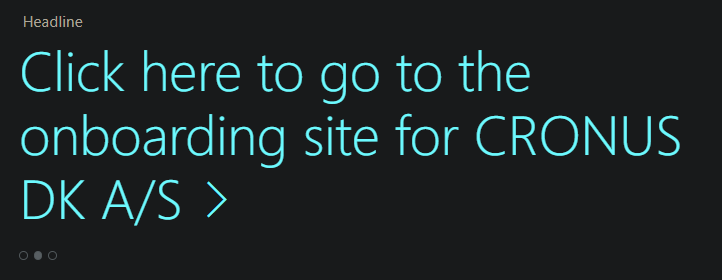 Headline
Click here to go to the
onboarding site for CRONUS
DK A/S >